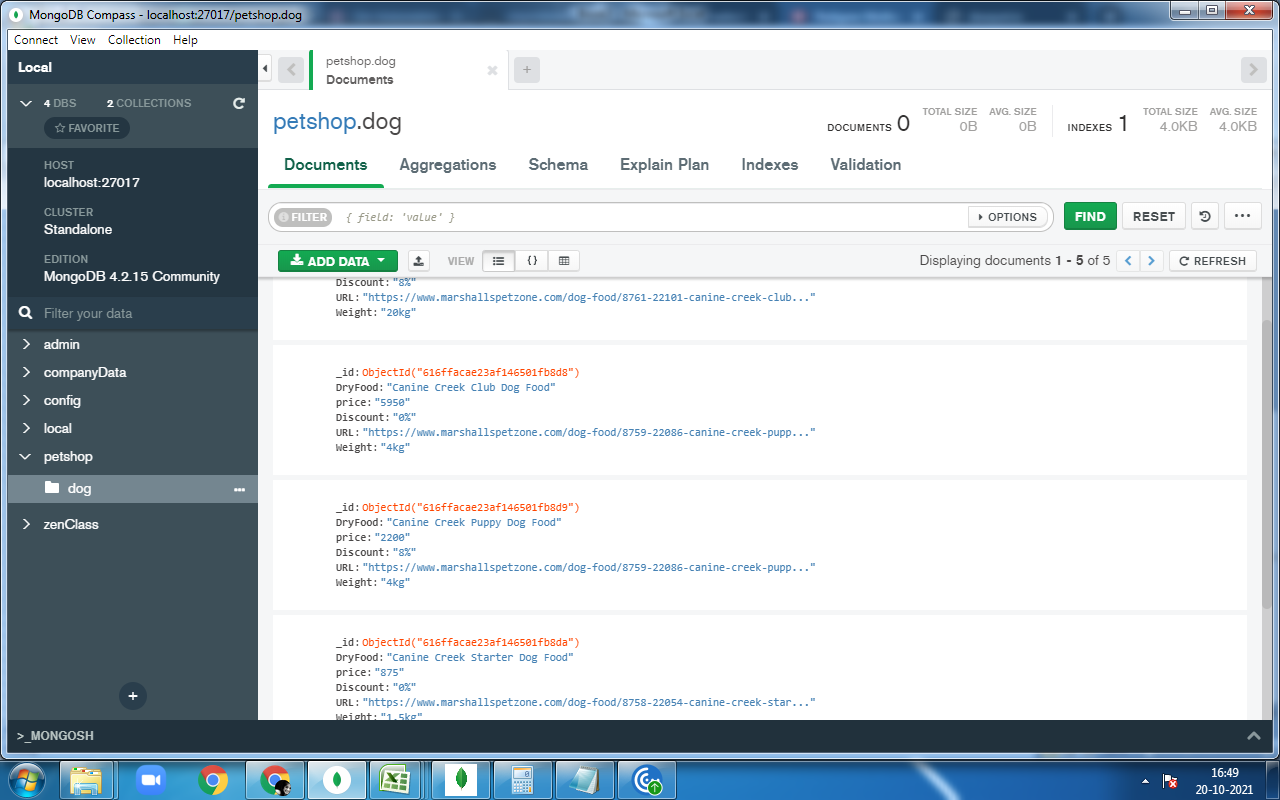 MongoDB Compass - localhost:27017/petshop.dog
Connect View Collection Help
Local
4 DBS 2 COLLECTIONS
FAVORITE
HOST
localhost:27017
CLUSTER
Standalone
EDITION
MongoDB 4.2.15 Community
Filter your data
admin
companyData
config
local
petshop
dog
zenClass
petshop.dog
Documents
petshop.dog
DOCUMENTS 0
TOTAL SIZE
0B
AVG. SIZE
0B
INDEXES 1
TOTAL SIZE
4.0KB
AVG. SIZE
4.0KB
Documents Aggregations Schema Explain Plan Indexes Validation
FILTER { field: 'value' } OPTIONS FIND RESET
ADD DATA VIEW Displaying documents 1 - 5 of 5 REFRESH
Discount: "8%"
URL: "https://www.marshallspetzone.com/dog-food/8761-22101-canine-creek-club..."
Weight: "20kg"
_id: ObjectId("616ffacae23af146501fb8d8")
DryFood: "Canine Creek Club Dog Food"
price: "5950"
Discount: "0%"
URL: "https://www.marshallspetzone.com/dog-food/8759-22086-canine-creek-pupp..."
Weight: "4kg"
_id: ObjectId("616ffacae23af146501fb8d9")
DryFood: "Canine Creek Puppy Dog Food"
price: "2200"
Discount: "8%"
URL: "https://www.marshallspetzone.com/dog-food/8759-22086-canine-creek-pupp..."
Weight: "4kg"
_id: ObjectId("616ffacae23af146501fb8da")
DryFood: "Canine Creek Starter Dog Food"
price: "875"
Discount: "0%"
URL: "https://www.marshallspetzone.com/dog-food/8758-22054-canine-creek-star..."
Weight: "1.5kg"
>_MONGOSH
16:49
20-10-2021